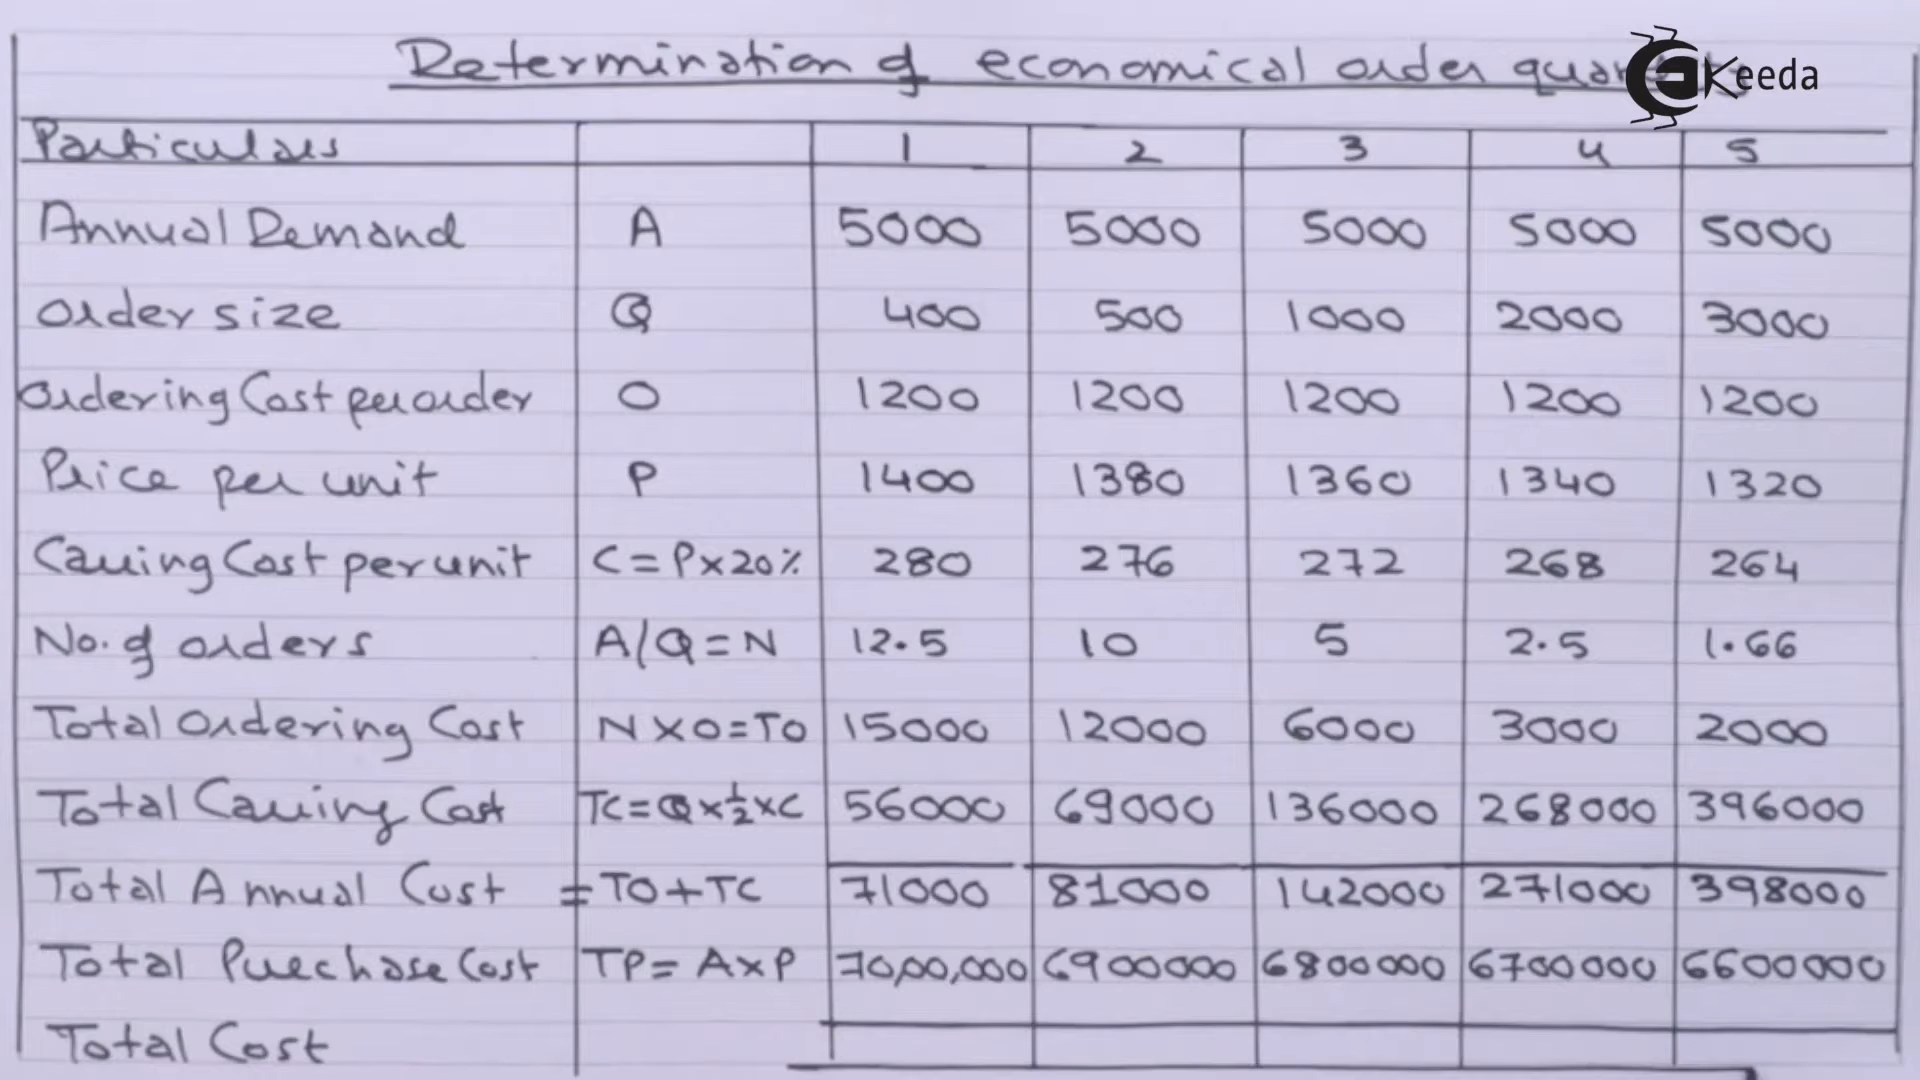 Determination of economical order quan
Keeda
Particulars 1 2 3 4 5
Annual Demand A 5000 5000 5000 5000 5000
Order size Q 400 500 1000 2000 3000
Ordering Cost per order O 1200 1200 1200 1200 1200
Price per unit P 1400 1380 1360 1340 1320
Carring Cost per unit C = P x 20% 280 276 272 268 264
No. of orders A/Q = N 12.5 10 5 2.5 1.66
Total Ordering Cost N x O = TO 15000 12000 6000 3000 2000
Total Carring Cost TC = Q x 1/2 x C 56000 69000 136000 268000 396000
Total Annual Cost = TO + TC 71000 81000 142000 271000 398000
Total Purchase Cost TP = A x P 70,00,000 6900000 6800000 6700000 6600000
Total Cost